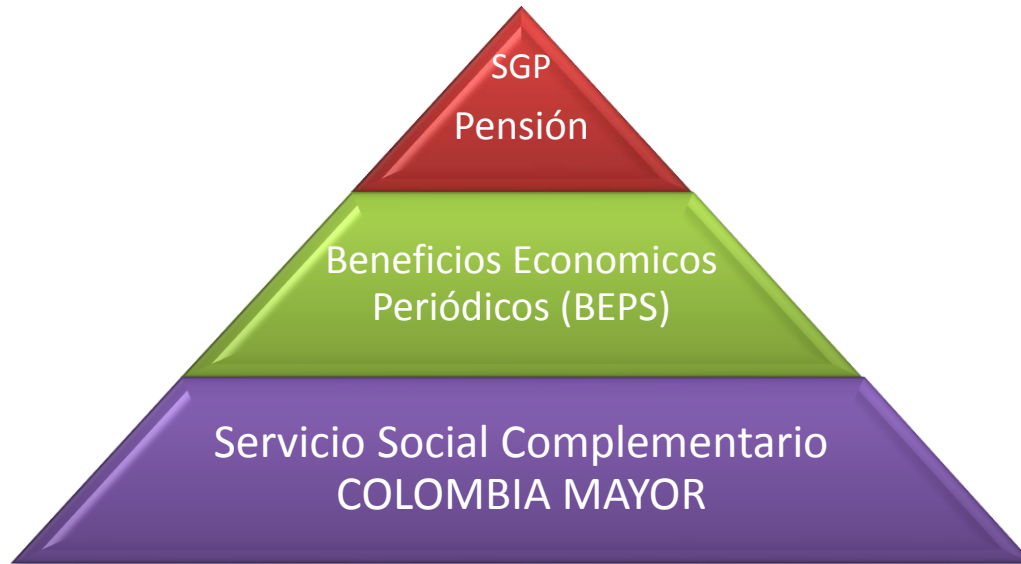 SGP
Pensión
Beneficios Economicos
Periódicos (BEPS)
Servicio Social Complementario
COLOMBIA MAYOR